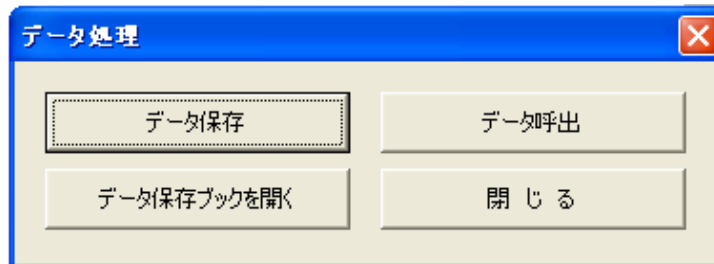 データ処理
データ保存
データ呼出
データ保存ブックを開く
閉 じ る